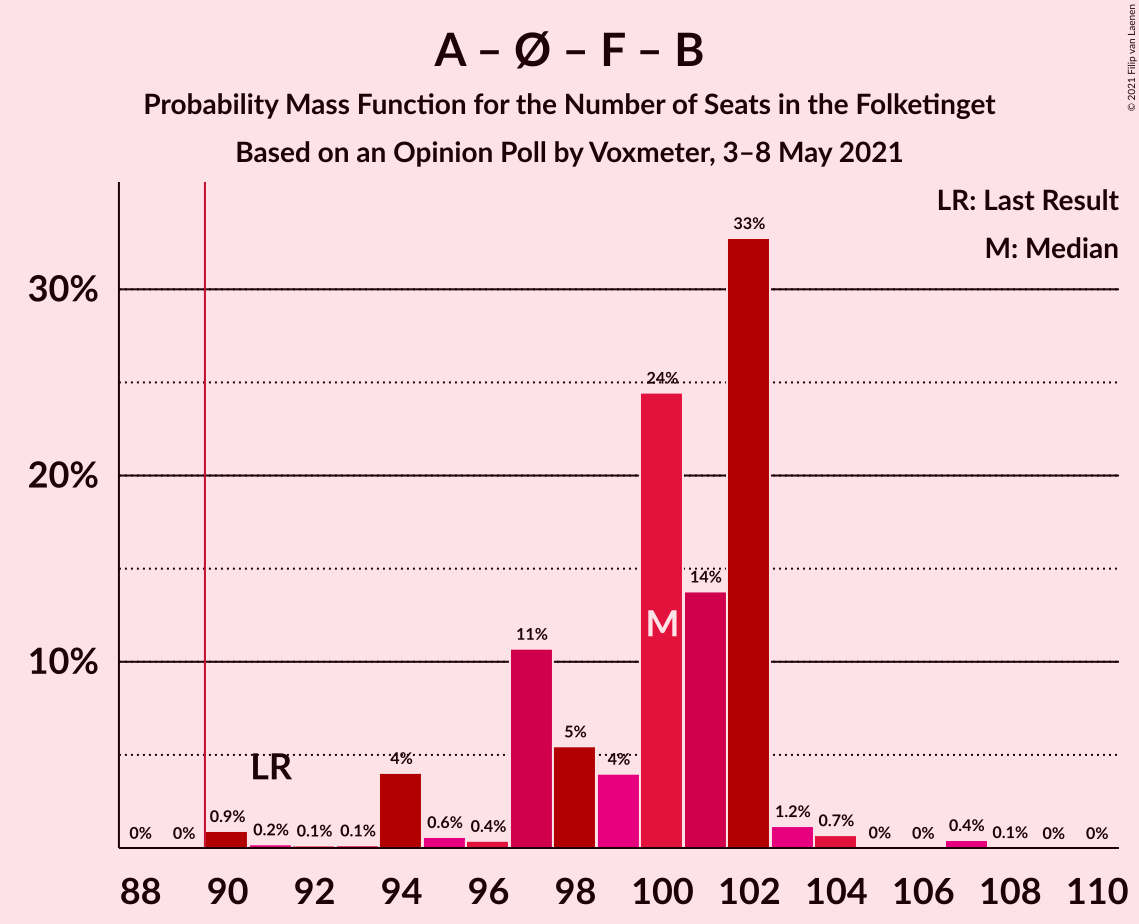 A – Ø – F – B
Probability Mass Function for the Number of Seats in the Folketinget
Based on an Opinion Poll by Voxmeter, 3–8 May 2021
© 2021 Filip van Laenen
LR: Last Result
M: Median
30%
20%
10%
0%
0%
0.9%
0.2%
0.1%
0.1%
4%
0.6%
0.4%
11%
5%
4%
24%
14%
33%
1.2%
0.7%
0%
0%
0.4%
0.1%
0%
0%
LR
M
88 90 92 94 96 98 100 102 104 106 108 110